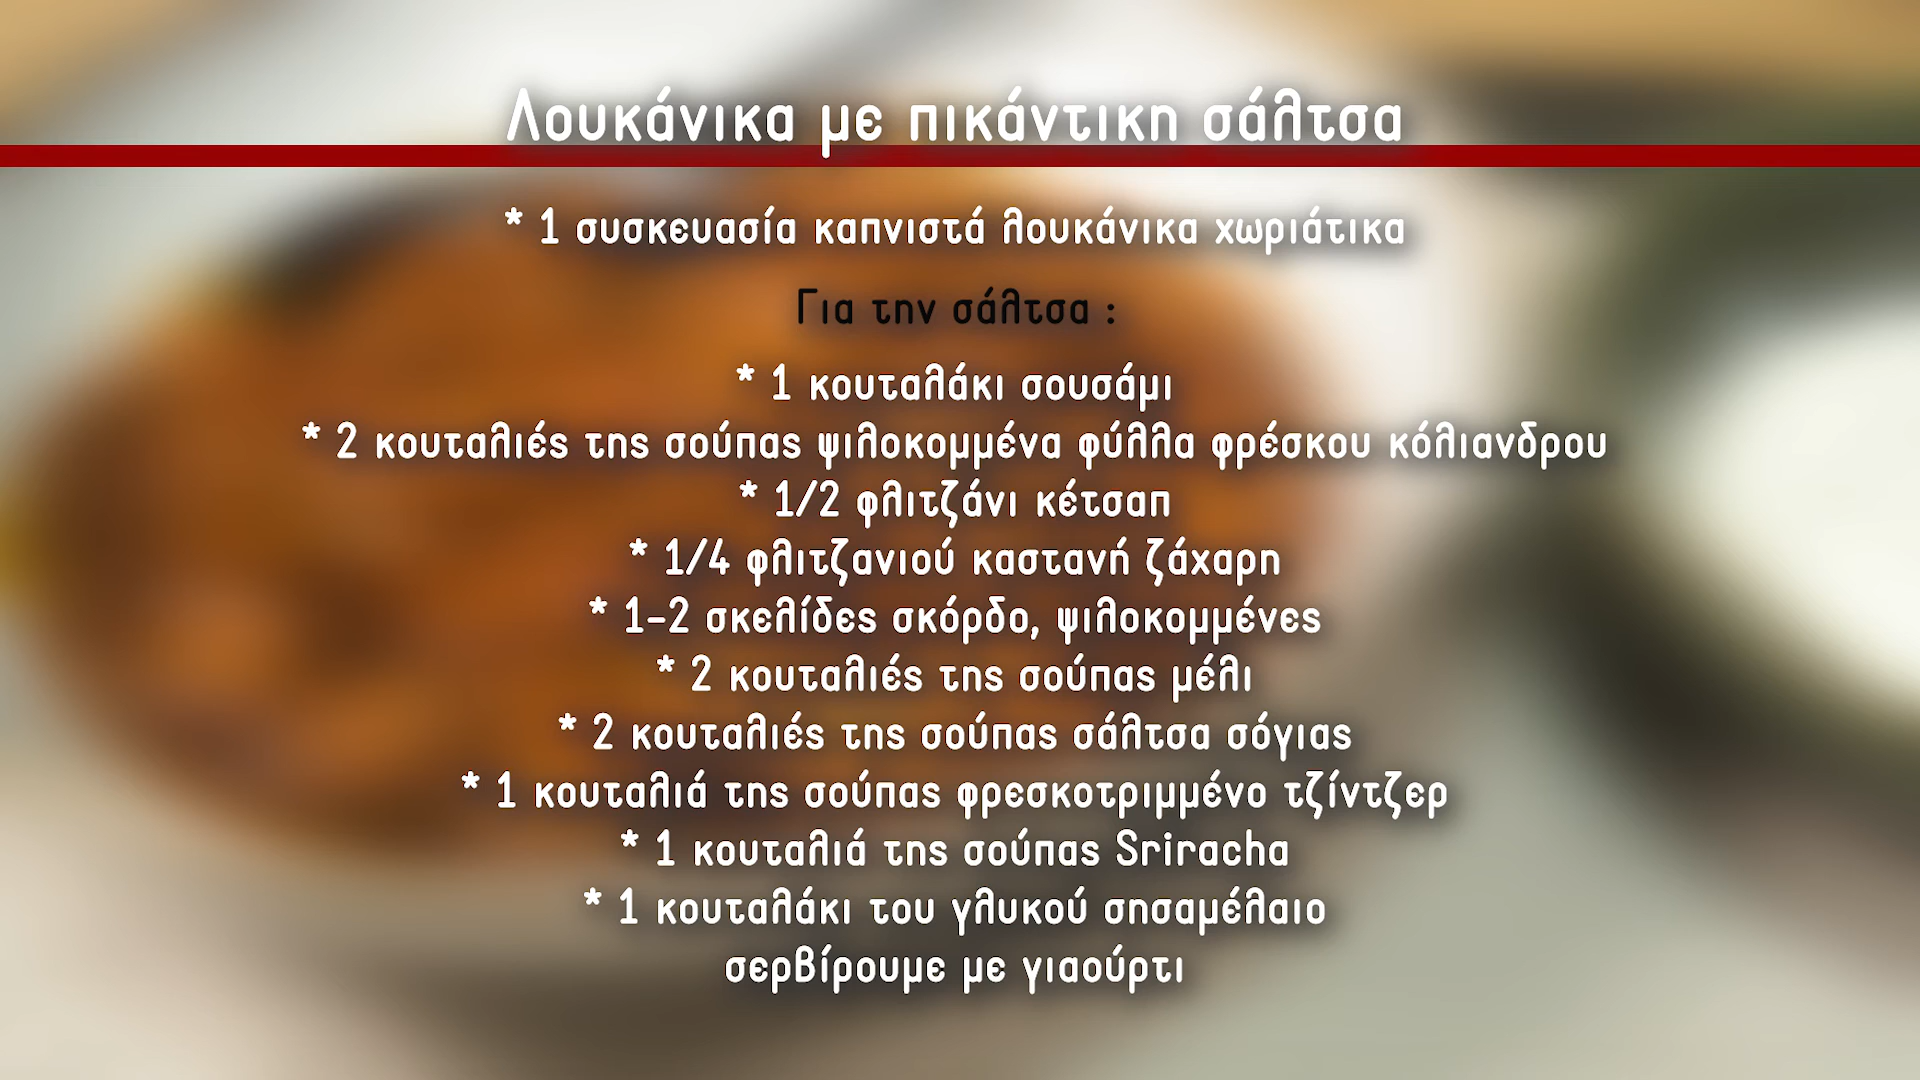 Λουκάνικα με πικάντικη σάλτσα
* 1 συσκευασία καπνιστά λουκάνικα χωριάτικα
Για την σάλτσα :
* 1 κουταλάκι σουσάμι
* 2 κουταλιές της σούπας ψιλοκομμένα φύλλα φρέσκου κόλιανδρου
* 1/2 φλιτζάνι κέτσαπ
* 1/4 φλιτζανιού καστανή ζάχαρη
* 1-2 σκελίδες σκόρδο, ψιλοκομμένες
* 2 κουταλιές της σούπας μέλι
* 2 κουταλιές της σούπας σάλτσα σόγιας
* 1 κουταλιά της σούπας φρεσκοτριμμένο τζίντζερ
* 1 κουταλιά της σούπας Sriracha
* 1 κουταλάκι του γλυκού σησαμέλαιο
σερβίρουμε με γιαούρτι